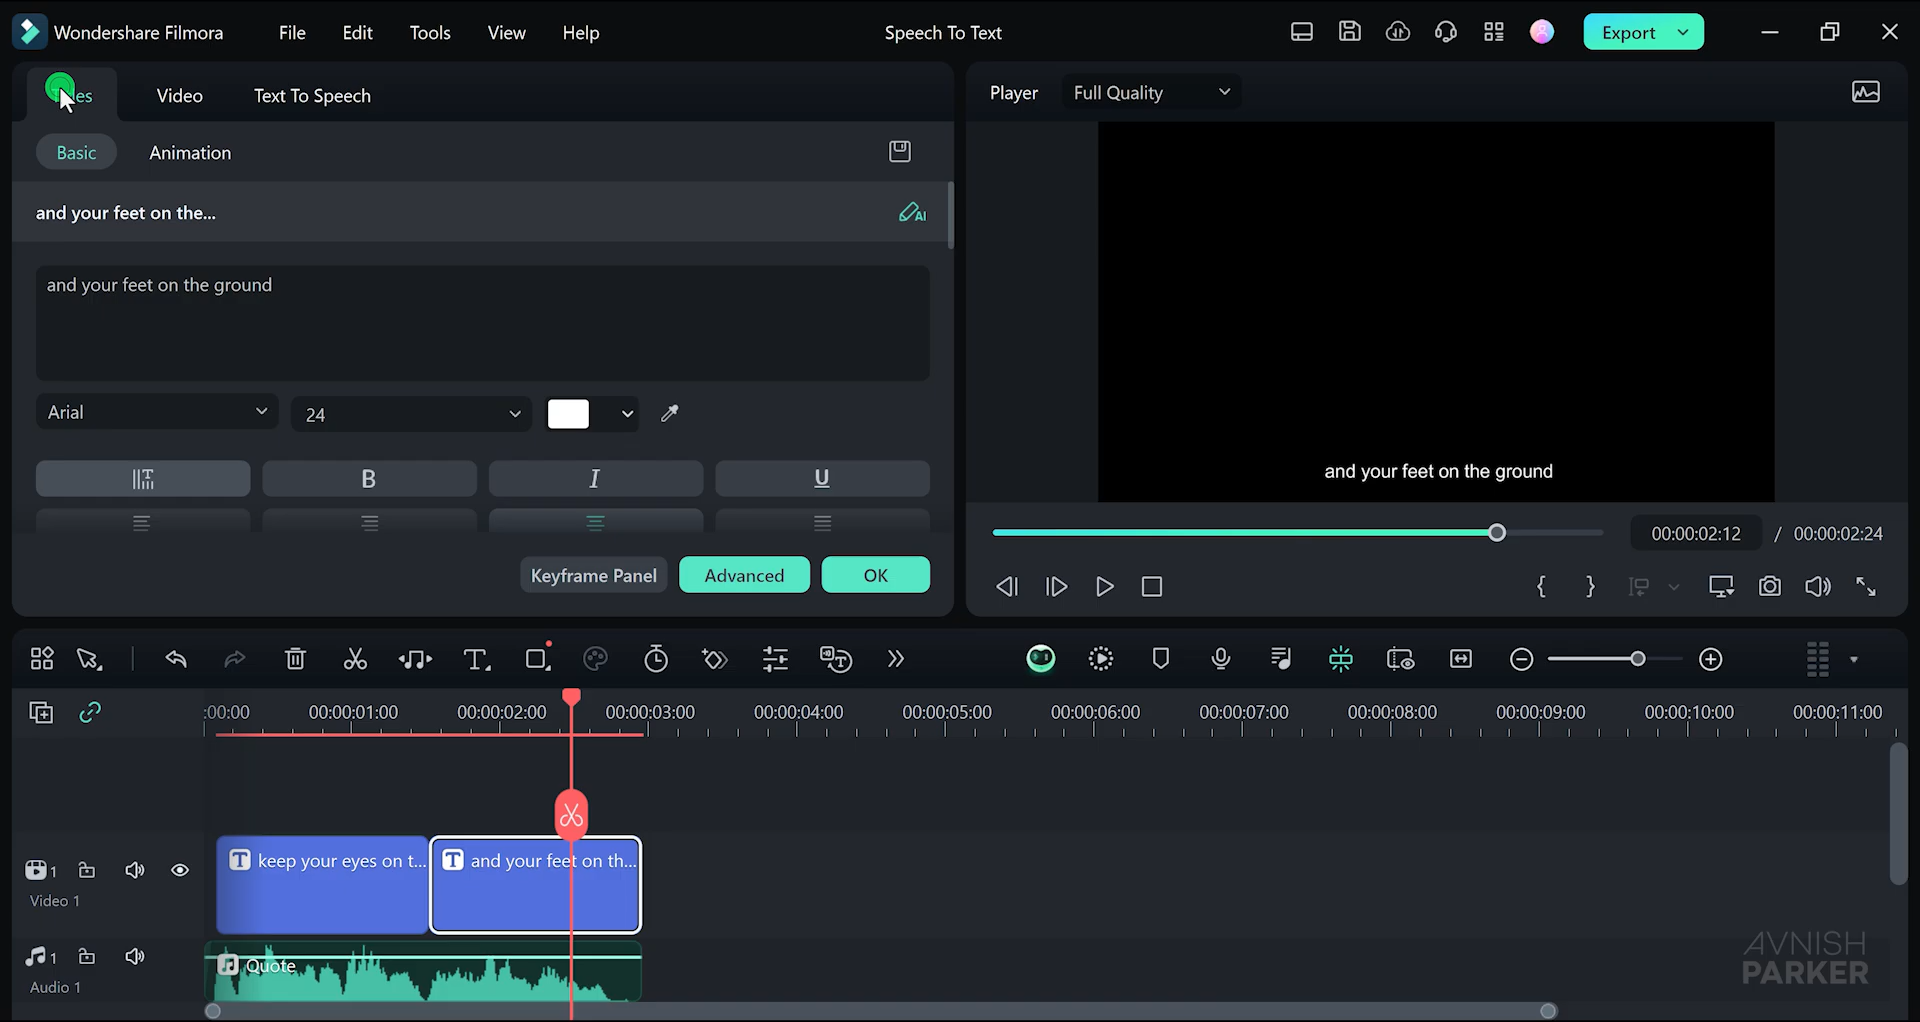 Wondershare Filmora
File
Edit
Tools
View
Help
Speech To Text
Export
Video
Text To Speech
Player
Full Quality
Basic
Animation
and your feet on the...
AI
and your feet on the ground
Arial
24
B
I
U
and your feet on the ground
Keyframe Panel
Advanced
OK
00:00:02:12 / 00:00:02:24
:00:00
00:00:01:00
00:00:02:00
00:00:03:00
00:00:04:00
00:00:05:00
00:00:06:00
00:00:07:00
00:00:08:00
00:00:09:00
00:00:10:00
00:00:11:00
T keep your eyes on t...
T and your feet on th...
1
Video 1
1
Quote
Audio 1
AVNISH
PARKER